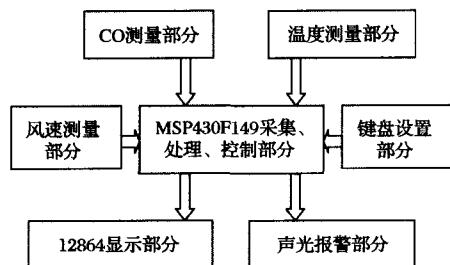 CO测量部分
温度测量部分
风速测量
部分
MSP430F149采集、
处理、控制部分
键盘设置
部分
12864显示部分
声光报警部分